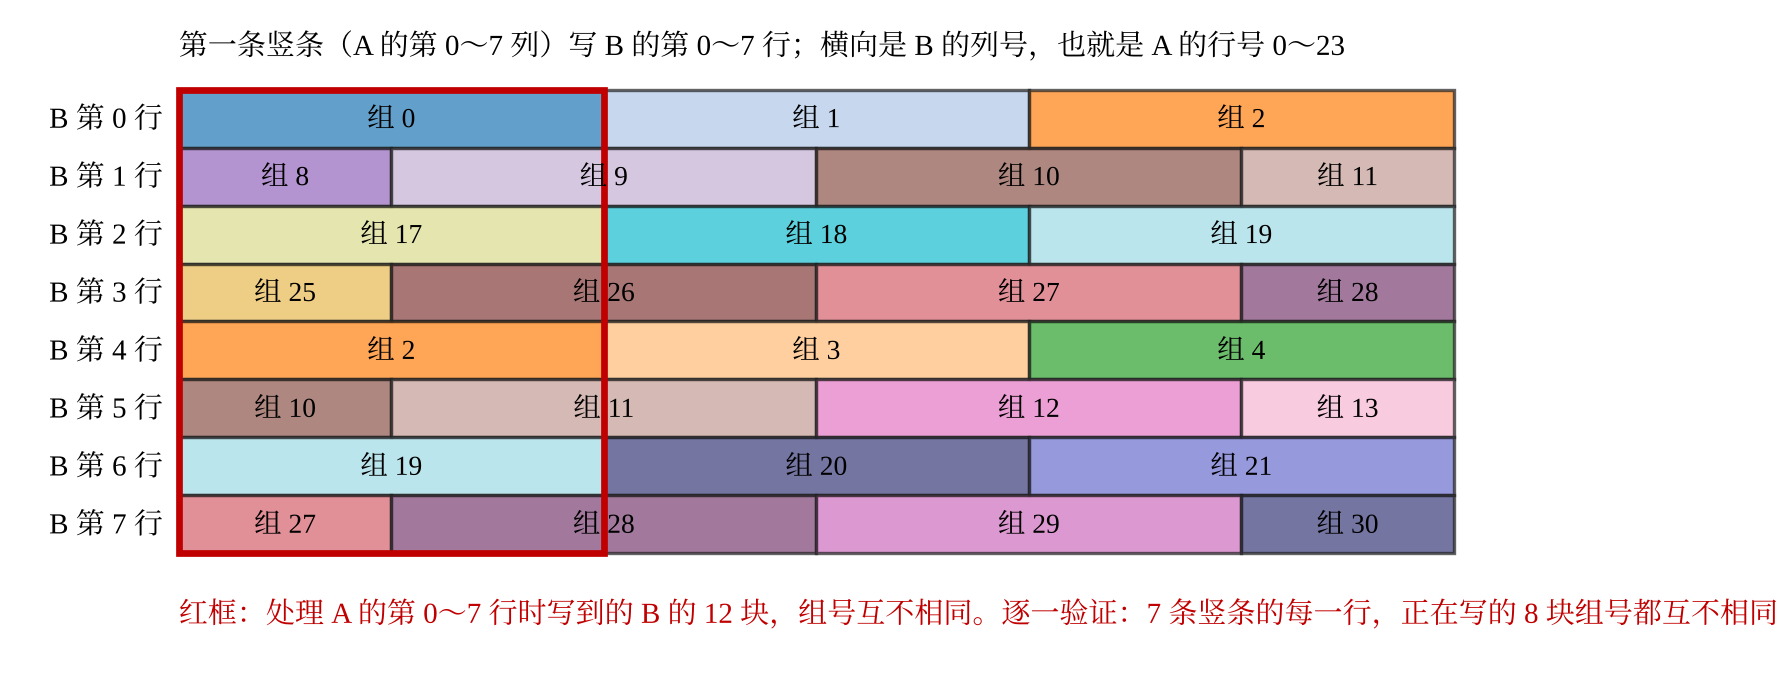 第一条竖条（A 的第 0～7 列）写 B 的第 0～7 行；横向是 B 的列号，也就是 A 的行号 0～23
B 第 0 行 组 0 组 1 组 2
B 第 1 行 组 8 组 9 组 10 组 11
B 第 2 行 组 17 组 18 组 19
B 第 3 行 组 25 组 26 组 27 组 28
B 第 4 行 组 2 组 3 组 4
B 第 5 行 组 10 组 11 组 12 组 13
B 第 6 行 组 19 组 20 组 21
B 第 7 行 组 27 组 28 组 29 组 30
红框：处理 A 的第 0～7 行时写到的 B 的 12 块，组号互不相同。逐一验证：7 条竖条的每一行，正在写的 8 块组号都互不相同